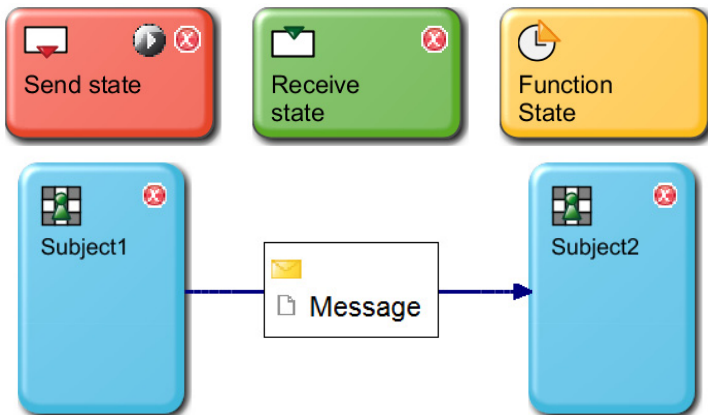 Send state
Receive
state
Function
State
Subject1
Message
Subject2